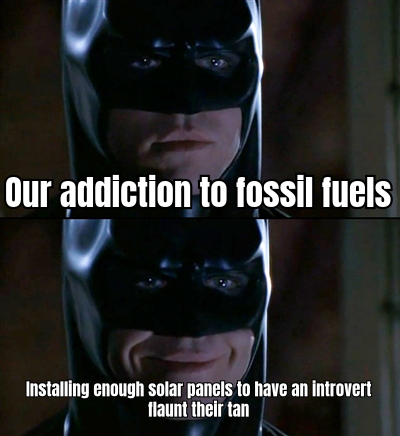 Our addiction to fossil fuels
Installing enough solar panels to have an introvert
flaunt their tan